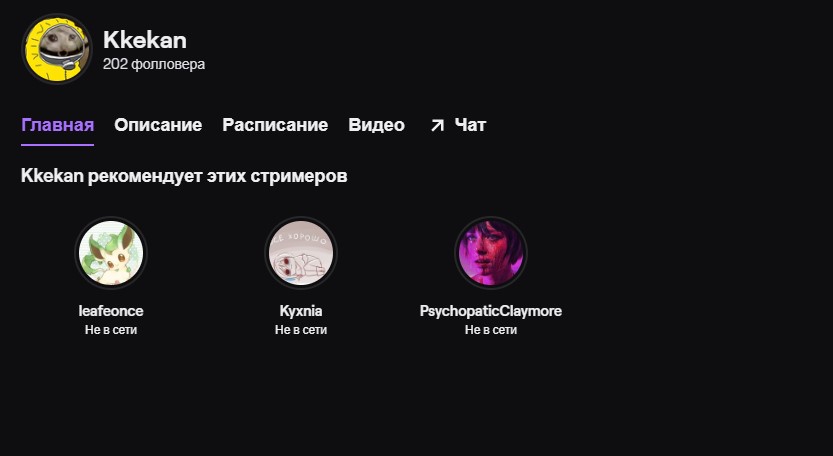 Kkekan
202 фолловера
Главная Описание Расписание Видео Чат
Kkekan рекомендует этих стримеров
ХОРОШО
leafeonce Kyxnia PsychopaticClaymore
Не в сети Не в сети Не в сети